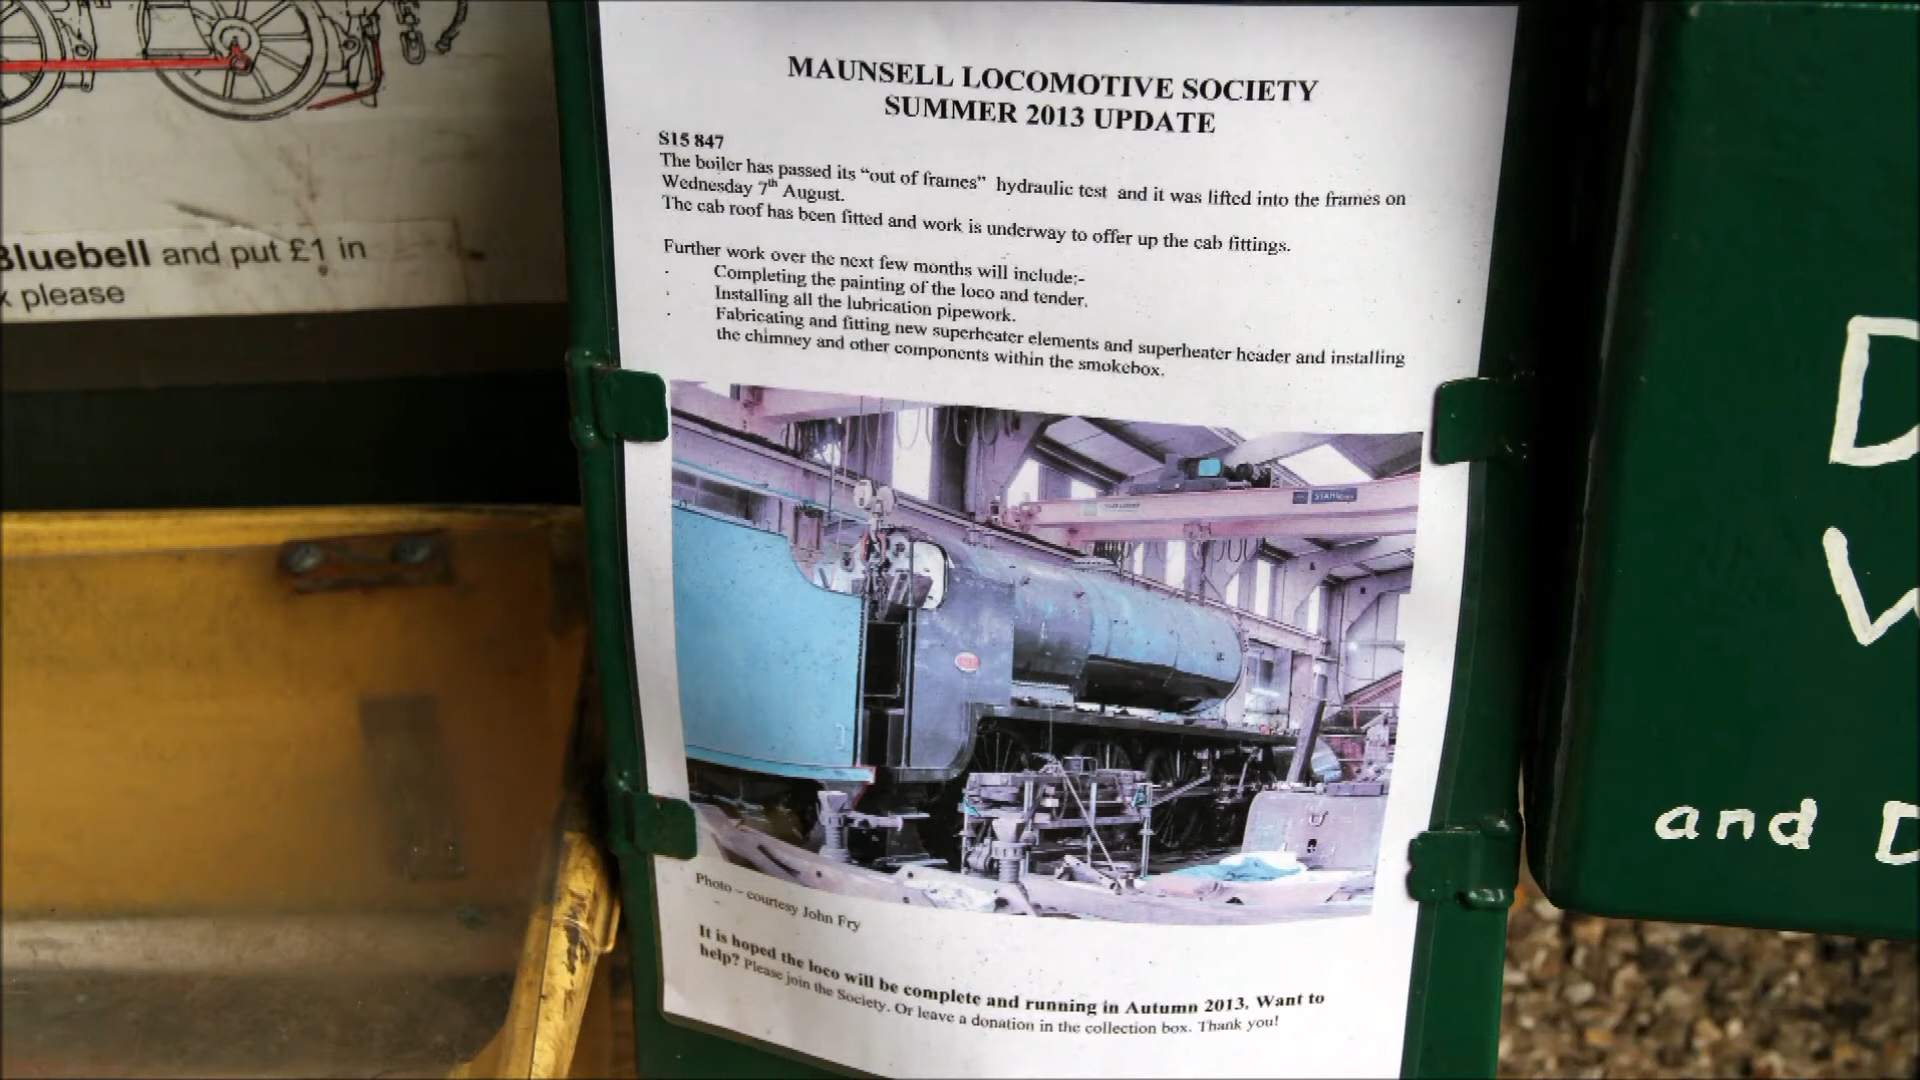 Bluebell and put £1 in
x please
MAUNSELL LOCOMOTIVE SOCIETY
SUMMER 2013 UPDATE
S15 847
The boiler has passed its “out of frames” hydraulic test and it was lifted into the frames on
Wednesday 7th August.
The cab roof has been fitted and work is underway to offer up the cab fittings.
Further work over the next few months will include:-
· Completing the painting of the loco and tender.
· Installing all the lubrication pipework.
· Fabricating and fitting new superheater elements and superheater header and installing
the chimney and other components within the smokebox.
STAHL
Photo – courtesy John Fry
It is hoped the loco will be complete and running in Autumn 2013. Want to
help? Please join the Society. Or leave a donation in the collection box. Thank you!
D
W
and D